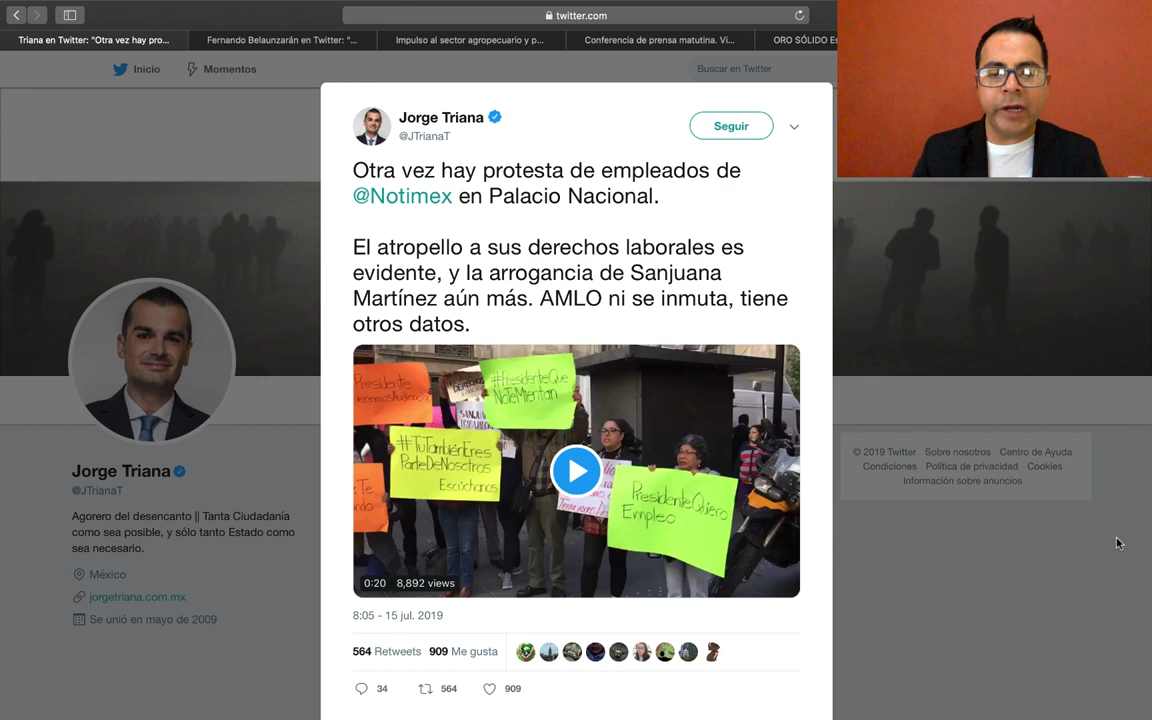 twitter.com
Triana en Twitter: "Otra vez hay pro...
Fernando Belaunzarán en Twitter: "...
Impulso al sector agropecuario y p...
Conferencia de prensa matutina. Vi...
ORO SÓLIDO Es
Inicio
Momentos
Buscar en Twitter
Jorge Triana
@JTrianaT
Seguir
Otra vez hay protesta de empleados de
@Notimex en Palacio Nacional.
El atropello a sus derechos laborales es
evidente, y la arrogancia de Sanjuana
Martínez aún más. AMLO ni se inmuta, tiene
otros datos.
Presidente
#PresidenteQue
NoTeMientan
#TuTambiénEres
ParteDeNosotros
Escúchanos
PresidenteQuiero
Empleo
0:20 8,892 views
8:05 - 15 jul. 2019
564 Retweets 909 Me gusta
34 564 909
Jorge Triana
@JTrianaT
Agorero del desencanto || Tanta Ciudadanía
como sea posible, y sólo tanto Estado como
sea necesario.
México
jorgetriana.com.mx
Se unió en mayo de 2009
© 2019 Twitter Sobre nosotros Centro de Ayuda
Condiciones Política de privacidad Cookies
Información sobre anuncios